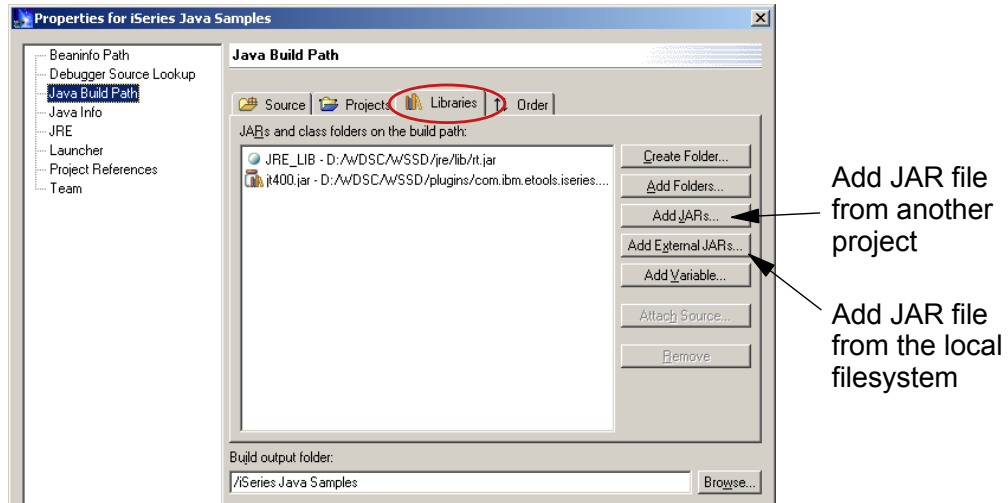 Properties for iSeries Java Samples
Beaninfo Path
Debugger Source Lookup
Java Build Path
Java Info
JRE
Launcher
Project References
Team
Java Build Path
Source
Projects
Libraries
Order
JARs and class folders on the build path:
JRE_LIB - D:/WDSC/WSSD/jre/lib/rt.jar
jt400.jar - D:/WDSC/WSSD/plugins/com.ibm.etools.iseries....
Create Folder...
Add Folders...
Add JARs...
Add External JARs...
Add Variable...
Attach Source...
Remove
Build output folder:
/iSeries Java Samples
Browse...
Add JAR file
from another
project
Add JAR file
from the local
filesystem